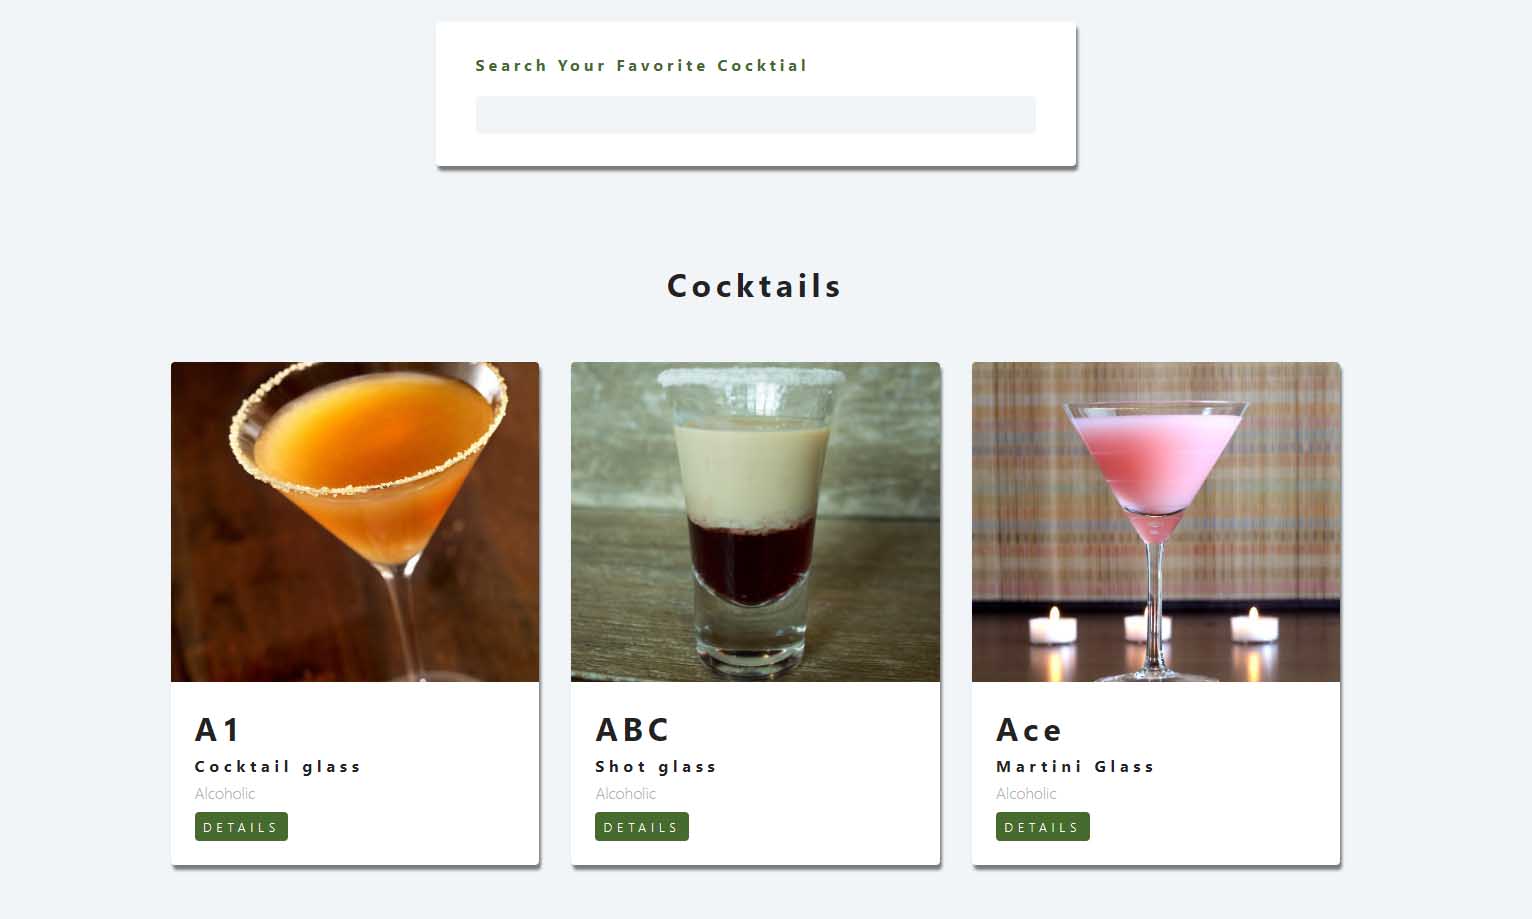 Search Your Favorite Cocktial
Cocktails
A1
Cocktail glass
Alcoholic
DETAILS
ABC
Shot glass
Alcoholic
DETAILS
Ace
Martini Glass
Alcoholic
DETAILS